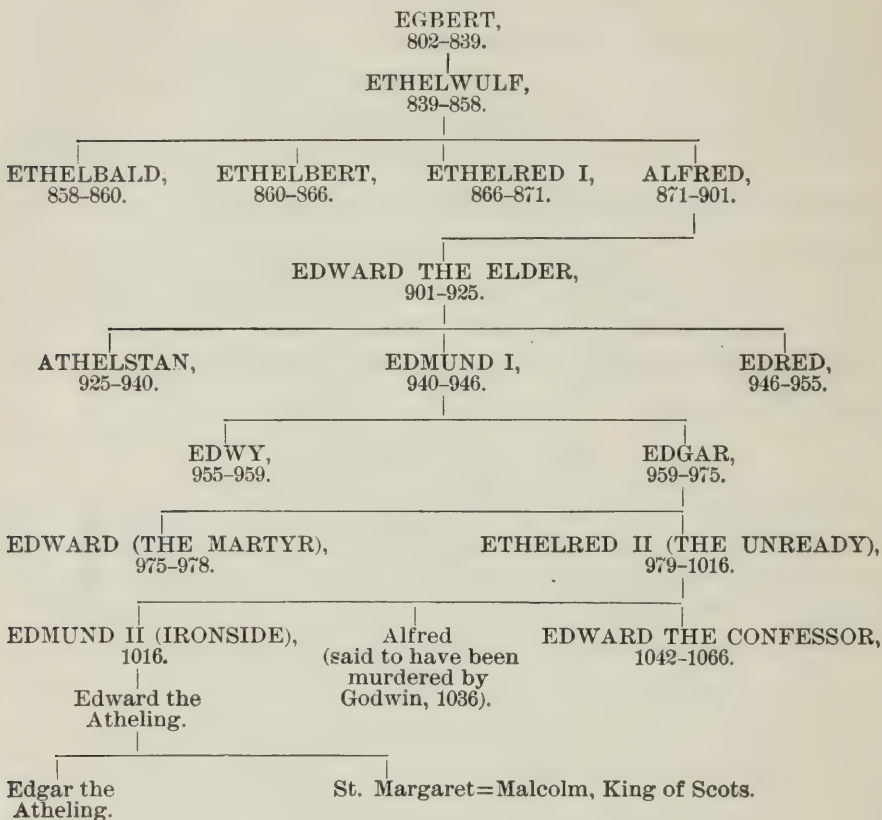 EGBERT,
802–839.
ETHELWULF,
839–858.
ETHELBALD, ETHELBERT, ETHELRED I, ALFRED,
858–860. 860–866. 866–871. 871–901.
EDWARD THE ELDER,
901–925.
ATHELSTAN, EDMUND I, EDRED,
925–940. 940–946. 946–955.
EDWY, EDGAR,
955–959. 959–975.
EDWARD (THE MARTYR), ETHELRED II (THE UNREADY),
975–978. 979–1016.
EDMUND II (IRONSIDE), Alfred EDWARD THE CONFESSOR,
1016. (said to have been 1042–1066.
murdered by
Edward the Godwin, 1036).
Atheling.
Edgar the St. Margaret=Malcolm, King of Scots.
Atheling.